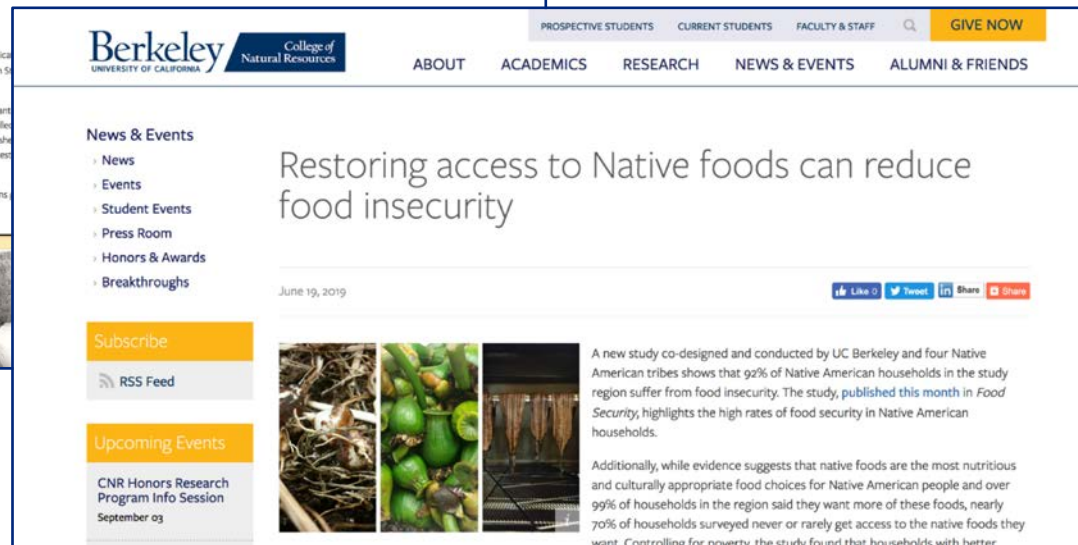 PROSPECTIVE STUDENTS CURRENT STUDENTS FACULTY & STAFF GIVE NOW
Berkeley
UNIVERSITY OF CALIFORNIA
College of
Natural Resources
ABOUT ACADEMICS RESEARCH NEWS & EVENTS ALUMNI & FRIENDS
News & Events
› News
› Events
› Student Events
› Press Room
› Honors & Awards
› Breakthroughs
Subscribe
RSS Feed
Upcoming Events
CNR Honors Research
Program Info Session
September 03
Restoring access to Native foods can reduce
food insecurity
June 19, 2019
Like 0 Tweet in Share Share
A new study co-designed and conducted by UC Berkeley and four Native
American tribes shows that 92% of Native American households in the study
region suffer from food insecurity. The study, published this month in Food
Security, highlights the high rates of food security in Native American
households.
Additionally, while evidence suggests that native foods are the most nutritious
and culturally appropriate food choices for Native American people and over
99% of households in the region said they want more of these foods, nearly
70% of households surveyed never or rarely get access to the native foods they
want. Controlling for poverty, the study found that households with better